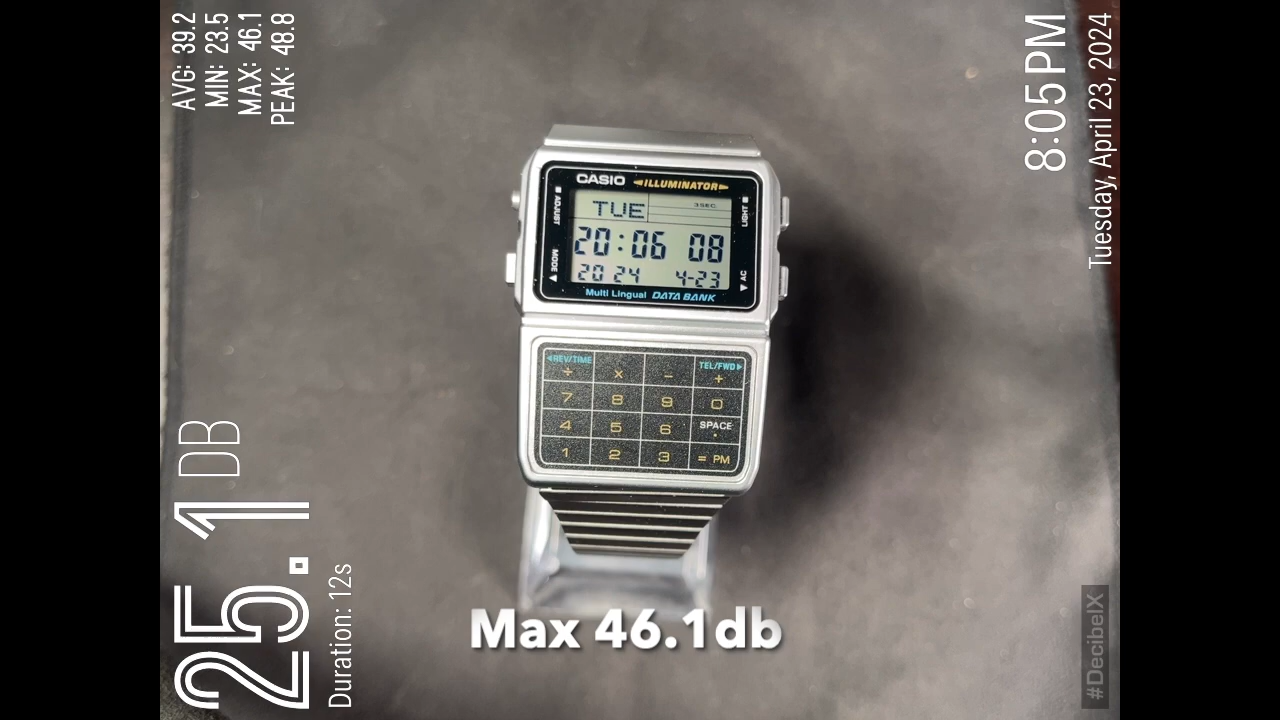 AVG: 39.2
MIN: 23.5
MAX: 46.1
PEAK: 48.8
25.1 DB
Duration: 12s
8:05 PM
Tuesday, April 23, 2024
#DecibelX
CASIO ILLUMINATOR
ADJUST
LIGHT
MODE
AC
TUE 3SEC.
20:06 08
20 24 4-23
Multi Lingual DATA BANK
REV/TIME TEL/FWD
÷ × − +
7 8 9 0
4 5 6 SPACE .
1 2 3 = PM
Max 46.1db